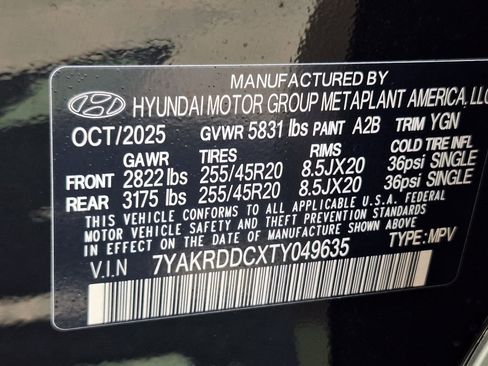 MANUFACTURED BY
HYUNDAI MOTOR GROUP METAPLANT AMERICA, LLC
OCT/2025 GVWR 5831 lbs PAINT A2B TRIM YGN
GAWR TIRES RIMS COLD TIRE INFL
FRONT 2822 lbs 255/45R20 8.5JX20 36psi SINGLE
REAR 3175 lbs 255/45R20 8.5JX20 36psi SINGLE
THIS VEHICLE CONFORMS TO ALL APPLICABLE U.S.A. FEDERAL
MOTOR VEHICLE SAFETY AND THEFT PREVENTION STANDARDS
IN EFFECT ON THE DATE OF MANUFACTURE SHOWN ABOVE.
V.I.N 7YAKRDDCXTY049635 TYPE: MPV